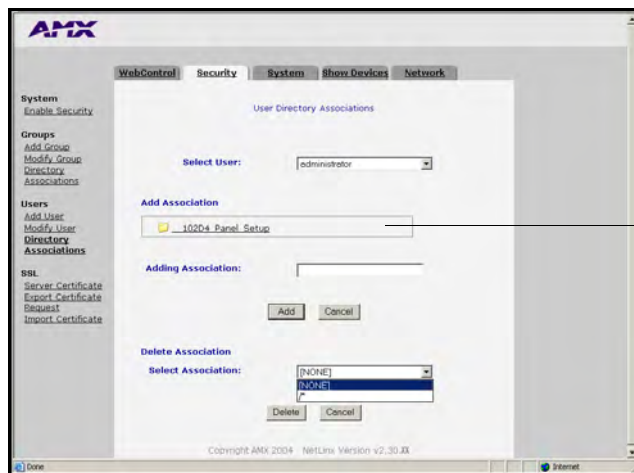 AMX
WebControl Security System Show Devices Network
System
Enable Security
Groups
Add Group
Modify Group
Directory
Associations
Users
Add User
Modify User
Directory
Associations
SSL
Server Certificate
Export Certificate
Request
Import Certificate
User Directory Associations
Select User: administrator
Add Association
__102D4_Panel_Setup
Adding Association:
Add Cancel
Delete Association
Select Association: [NONE]
[NONE]
/*
Delete Cancel
Copyright AMX 2004 NetLinx Version v2.30.XX
Done Internet